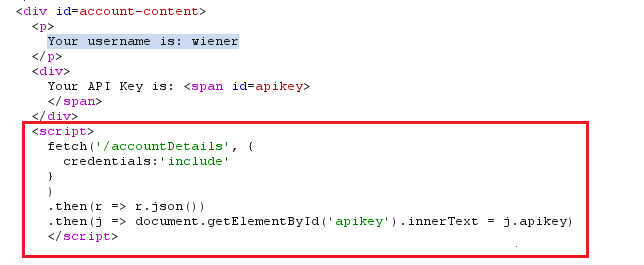 <div id=account-content>
<p>
Your username is: wiener
</p>
<div>
Your API Key is: <span id=apikey>
</span>
</div>
<script>
fetch('/accountDetails', {
credentials:'include'
}
)
.then(r => r.json())
.then(j => document.getElementById('apikey').innerText = j.apikey)
</script>